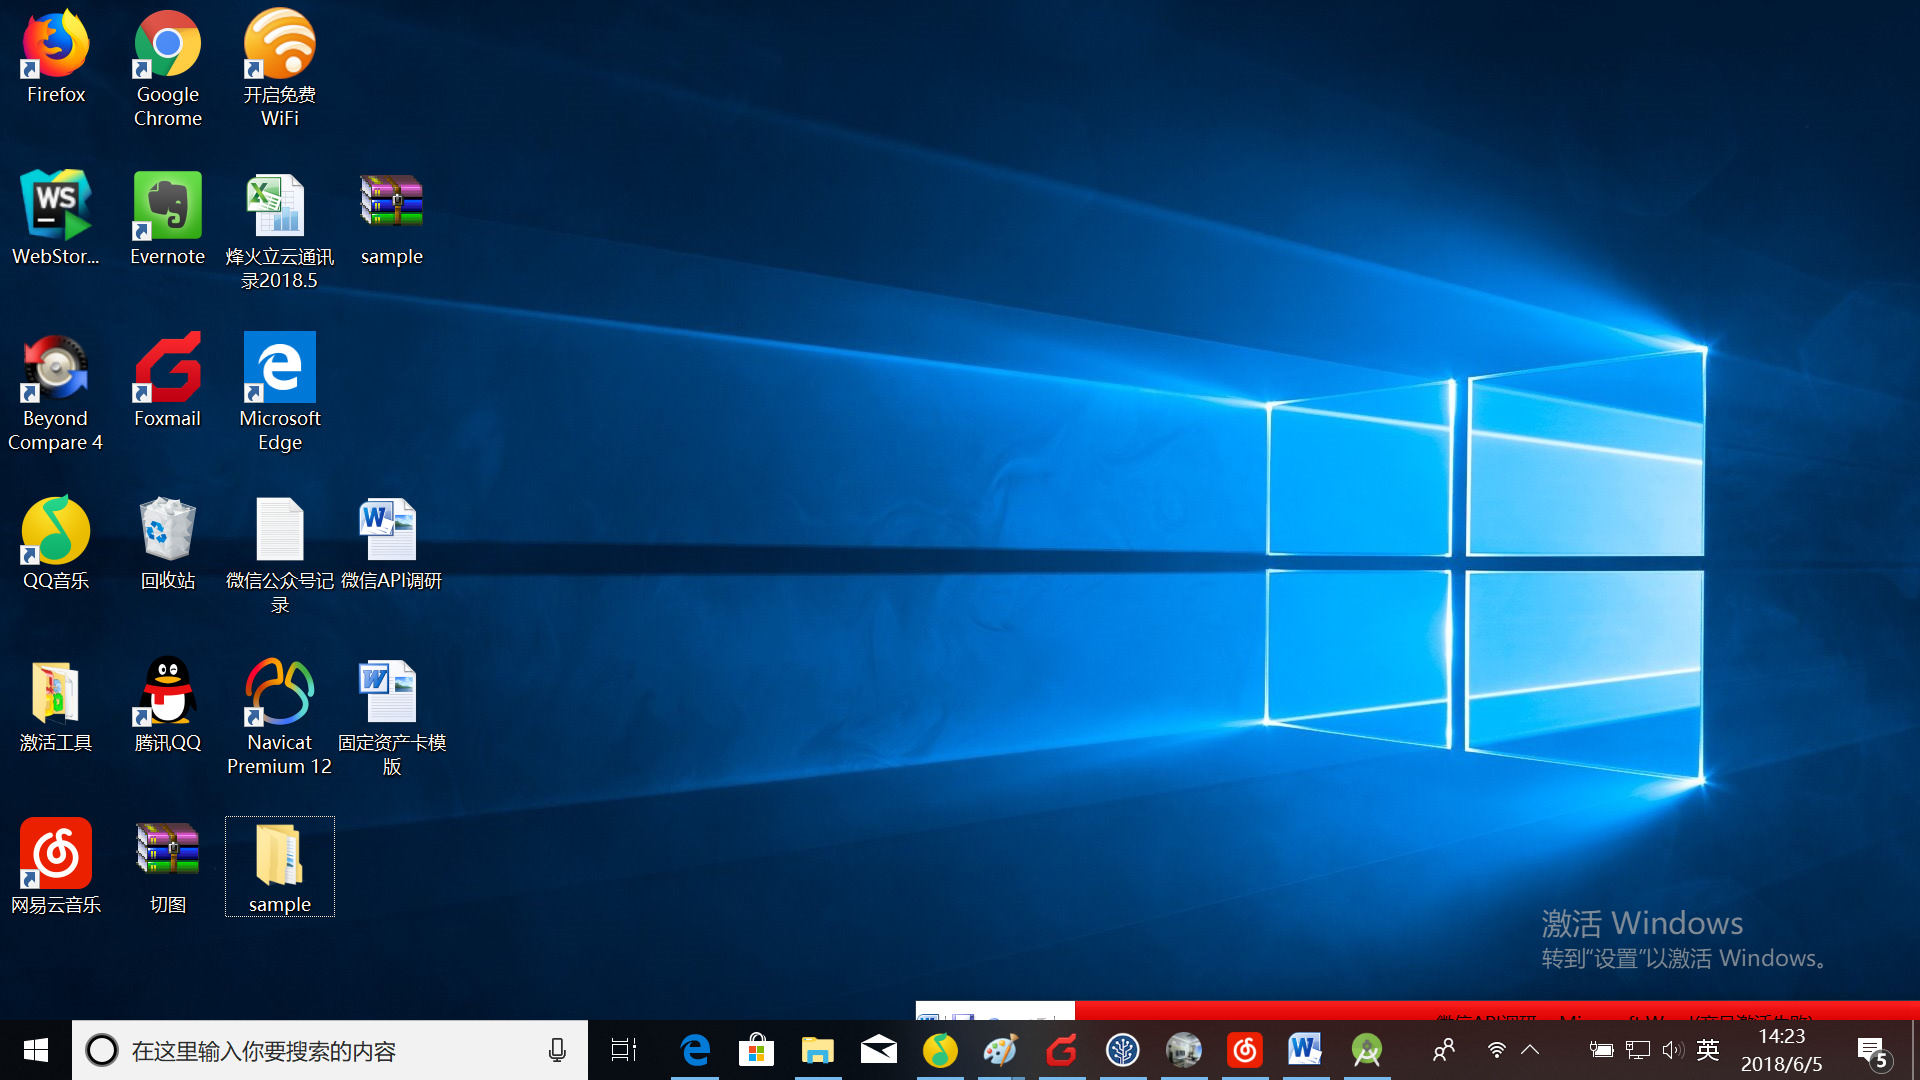 Firefox
Google
Chrome
开启免费
WiFi
WS
WebStor...
Evernote
烽火立云通讯
录2018.5
sample
Beyond
Compare 4
Foxmail
Microsoft
Edge
QQ音乐
回收站
微信公众号记
录
微信API调研
激活工具
腾讯QQ
Navicat
Premium 12
固定资产卡模
版
网易云音乐
切图
sample
激活 Windows
转到“设置”以激活 Windows。
在这里输入你要搜索的内容
英
14:23
2018/6/5
5